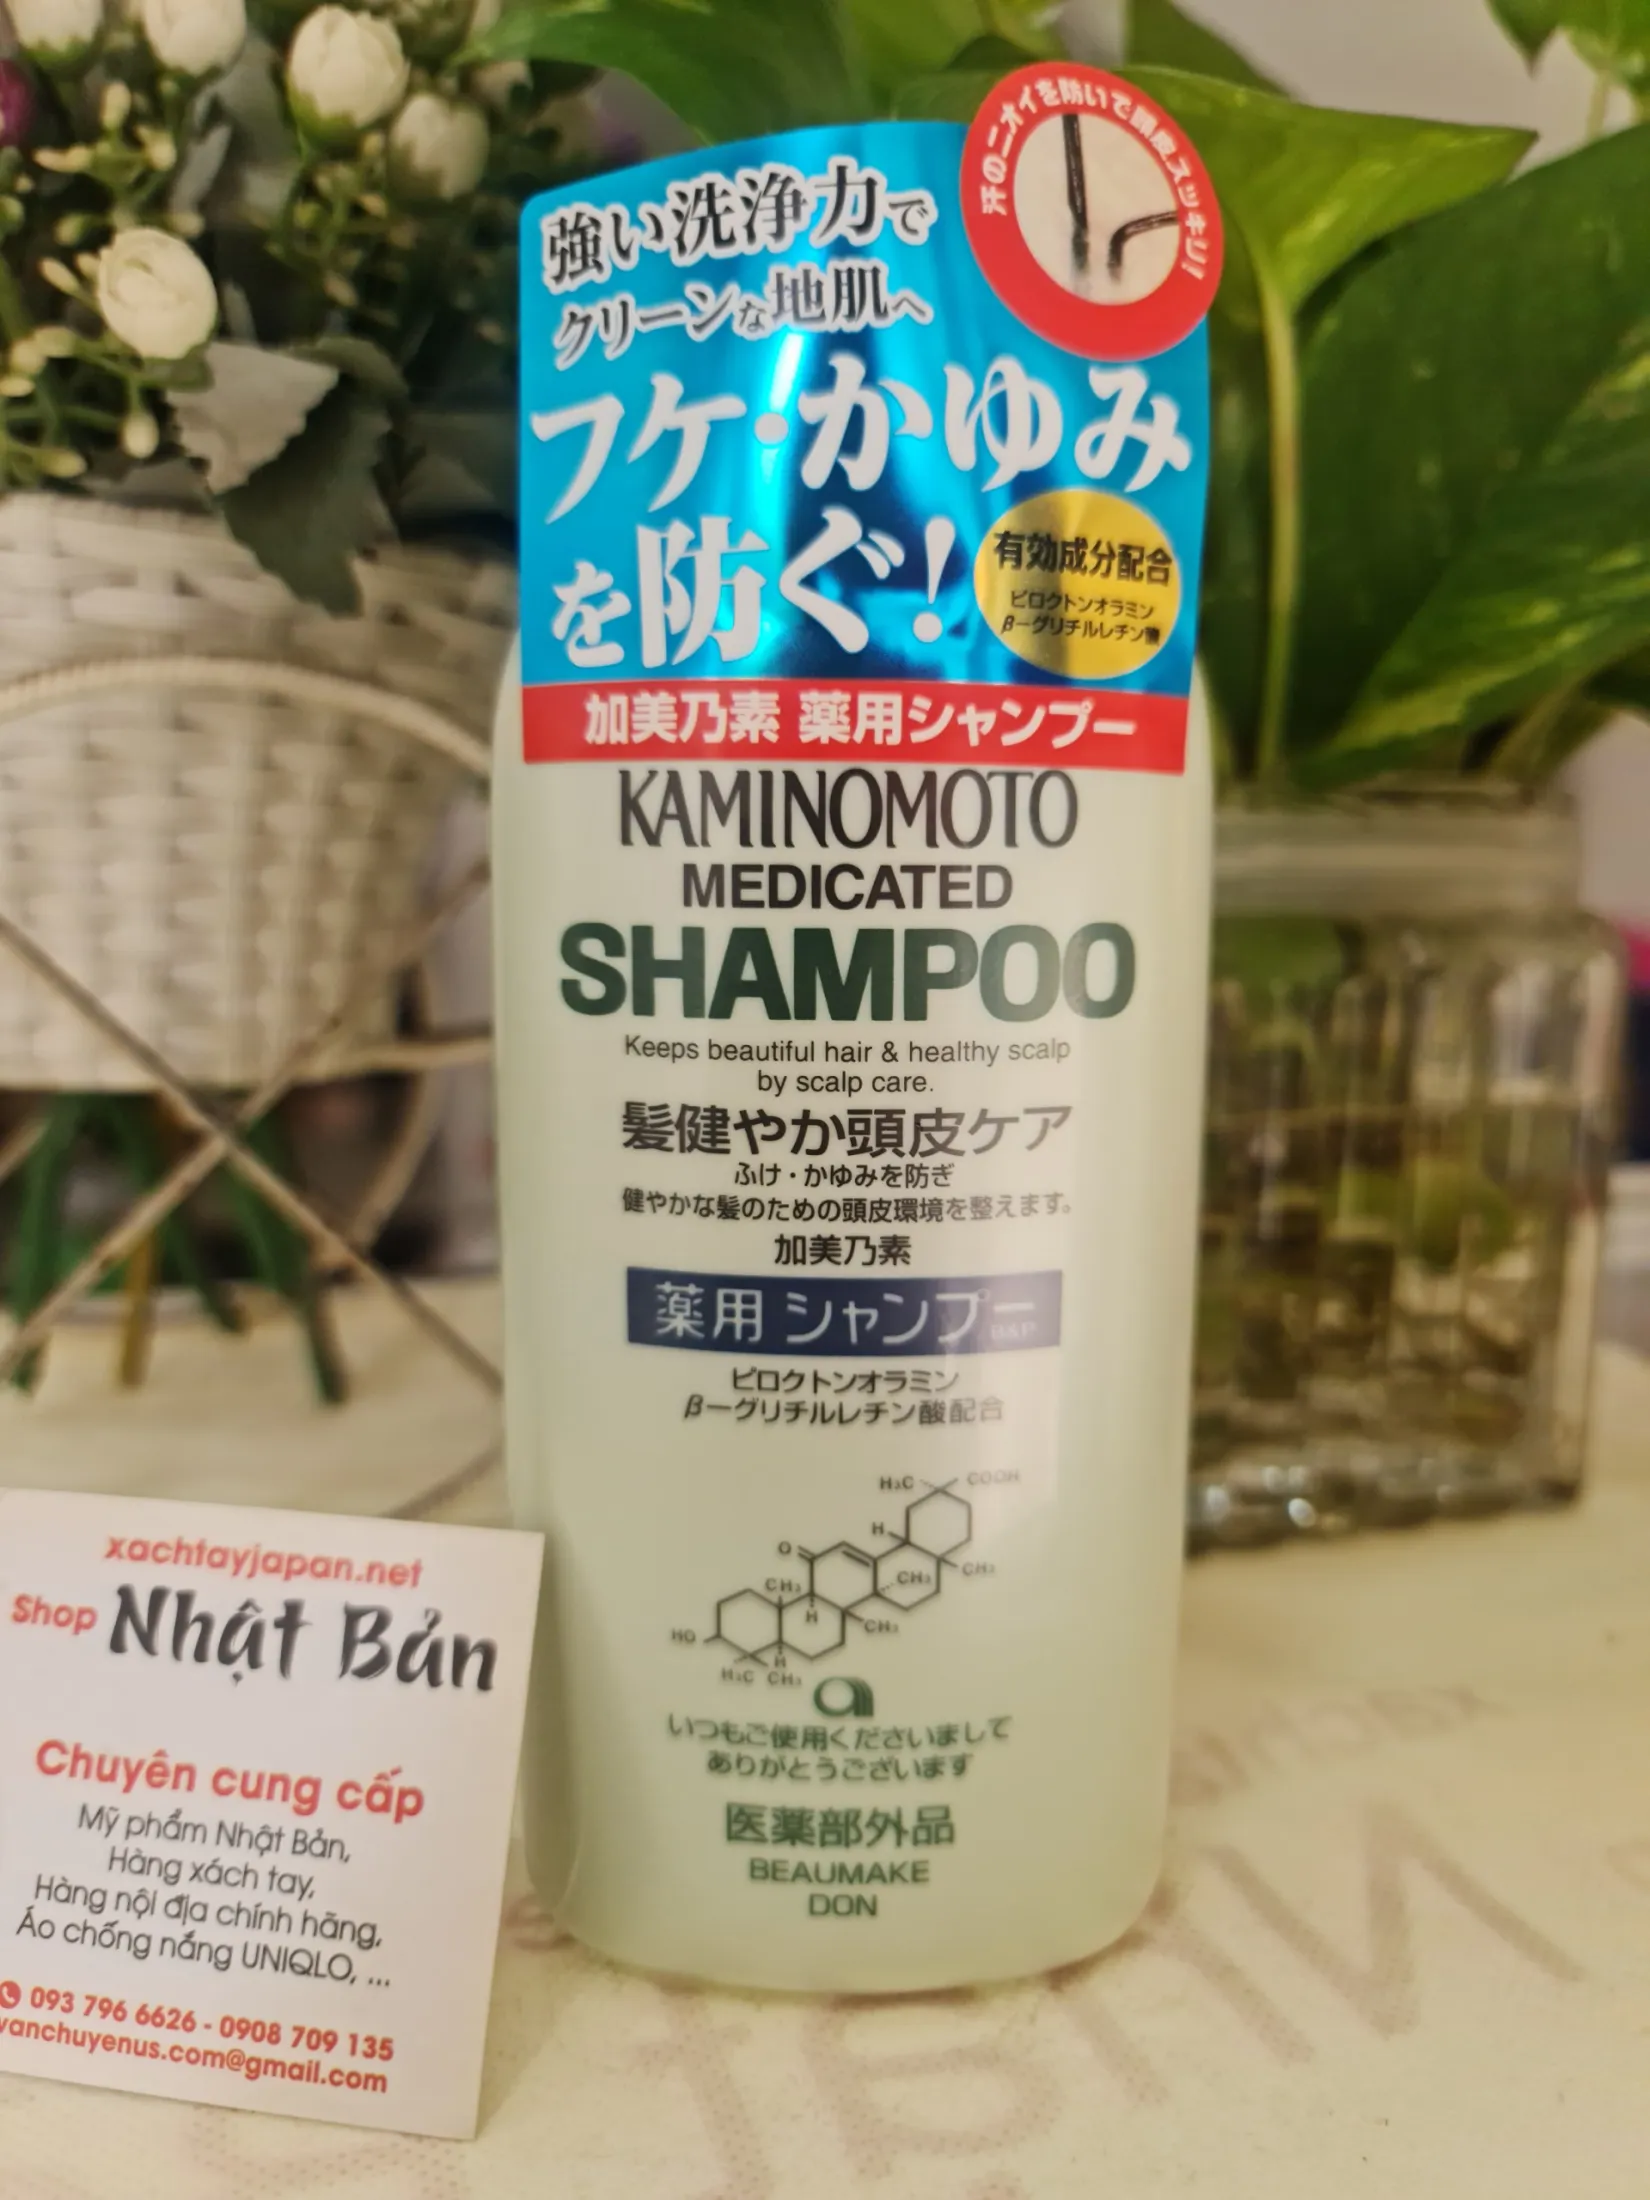 汗のニオイを防いで頭皮スッキリ!
強い洗浄力で
クリーンな地肌へ
フケ・かゆみ
を防ぐ!
有効成分配合
ピロクトンオラミン
β−グリチルレチン酸
加美乃素 薬用シャンプー
KAMINOMOTO
MEDICATED
SHAMPOO
Keeps beautiful hair & healthy scalp
by scalp care.
髪健やか頭皮ケア
ふけ・かゆみを防ぎ
健やかな髪のための頭皮環境を整えます。
加美乃素
薬用 シャンプー B&P
ピロクトンオラミン
β−グリチルレチン酸配合
H₃C COOH
H
O
CH₃ CH₃ CH₃
H CH₃
HO
H
H₃C CH₃
いつもご使用くださいまして
ありがとうございます
医薬部外品
BEAUMAKE
DON
xachtayjapan.net
Shop Nhật Bản
Chuyên cung cấp
Mỹ phẩm Nhật Bản,
Hàng xách tay,
Hàng nội địa chính hãng,
Áo chống nắng UNIQLO, ...
093 796 6626 - 0908 709 135
vanchuyenus.com@gmail.com